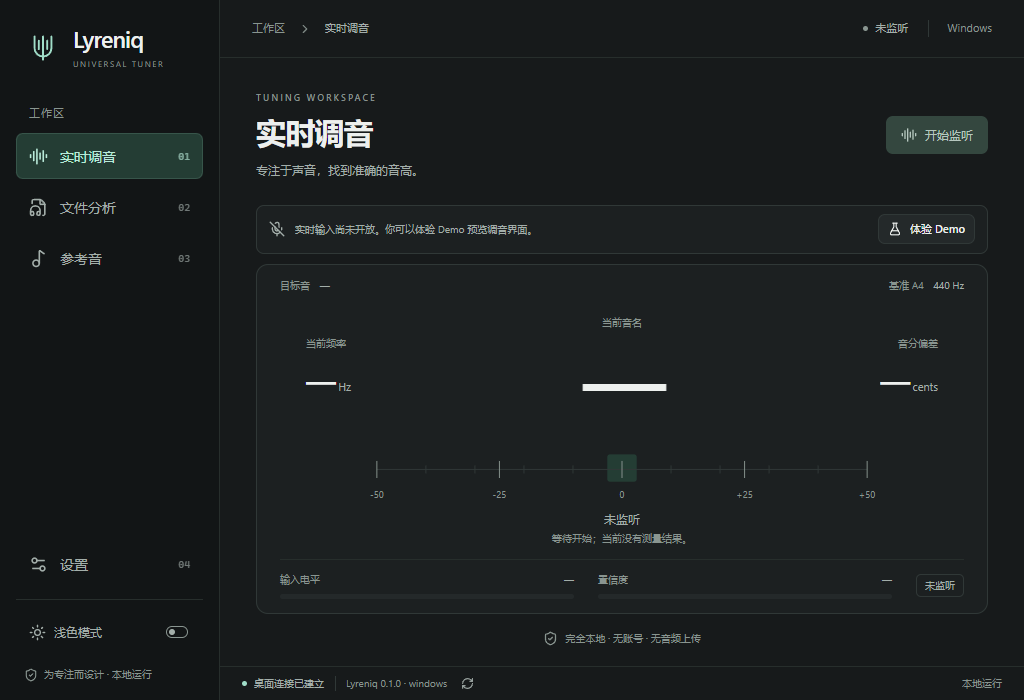 Lyreniq
UNIVERSAL TUNER
工作区
实时调音 01
文件分析 02
参考音 03
设置 04
浅色模式
为专注而设计 · 本地运行
工作区 > 实时调音
未监听
Windows
TUNING WORKSPACE
实时调音
专注于声音，找到准确的音高。
开始监听
实时输入尚未开放。你可以体验 Demo 预览调音界面。
体验 Demo
目标音 —
基准 A4 440 Hz
当前音名
当前频率
音分偏差
— Hz
—
— cents
-50 -25 0 +25 +50
未监听
等待开始；当前没有测量结果。
输入电平 —
置信度 —
未监听
完全本地 · 无账号 · 无音频上传
桌面连接已建立
Lyreniq 0.1.0 · windows
本地运行